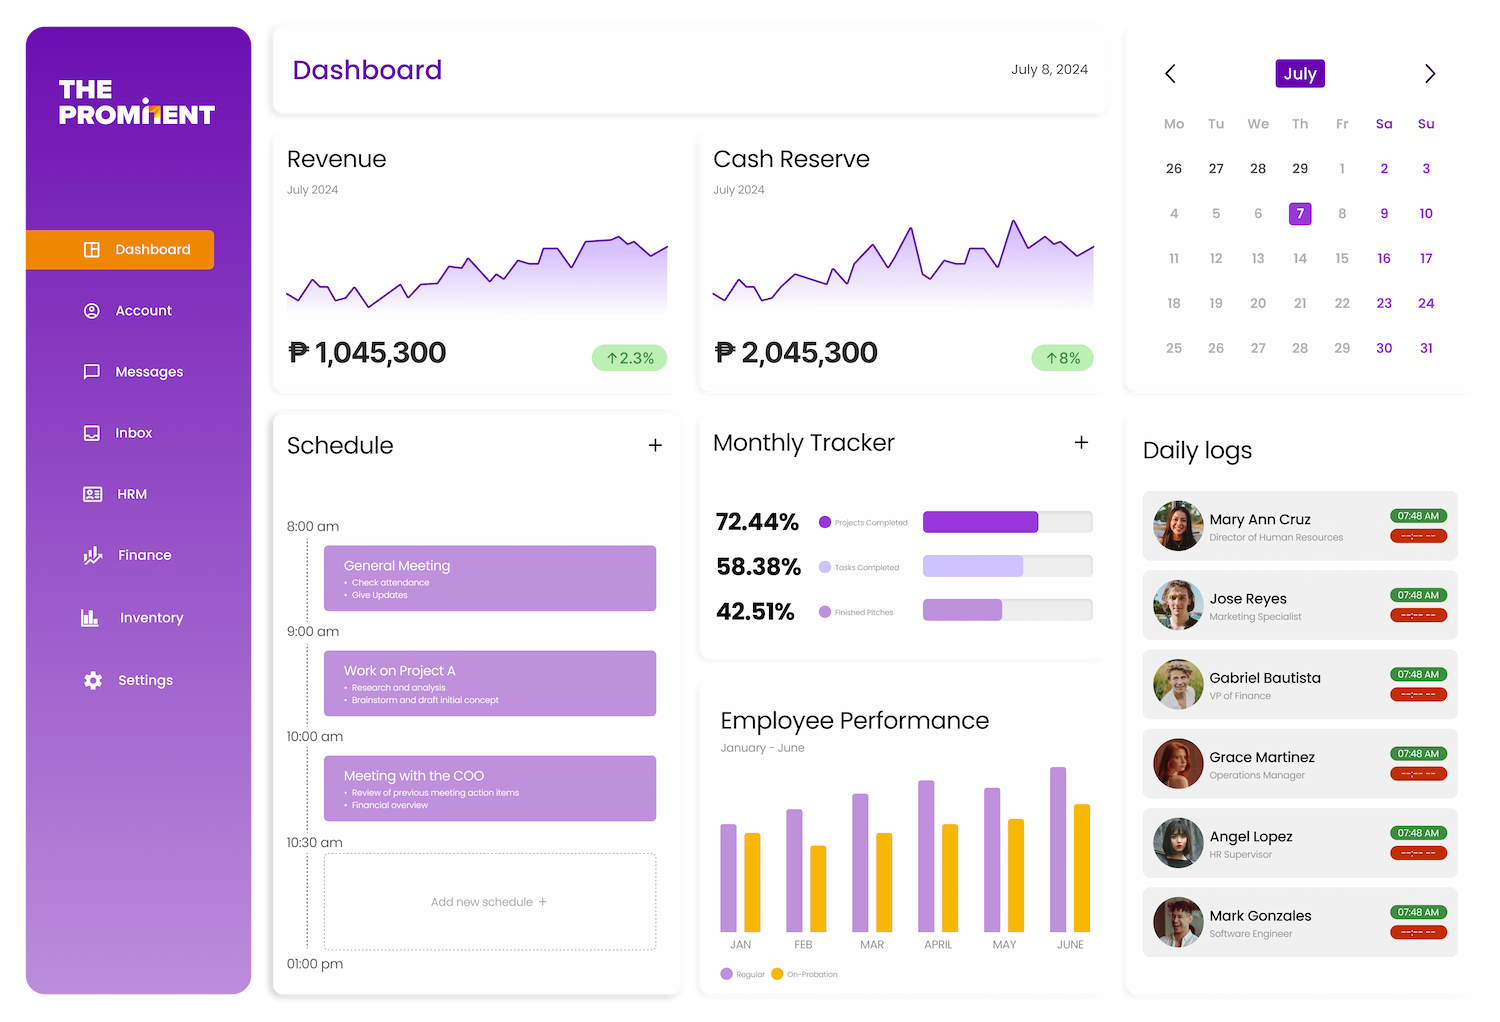 THE
PROMINENT
Dashboard
Account
Messages
Inbox
HRM
Finance
Inventory
Settings
Dashboard
July 8, 2024
Revenue
July 2024
₱ 1,045,300
↑2.3%
Cash Reserve
July 2024
₱ 2,045,300
↑8%
July
Mo Tu We Th Fr Sa Su
26 27 28 29 1 2 3
4 5 6 7 8 9 10
11 12 13 14 15 16 17
18 19 20 21 22 23 24
25 26 27 28 29 30 31
Schedule +
8:00 am
General Meeting
• Check attendance
• Give Updates
9:00 am
Work on Project A
• Research and analysis
• Brainstorm and draft initial concept
10:00 am
Meeting with the COO
• Review of previous meeting action items
• Financial overview
10:30 am
Add new schedule +
01:00 pm
Monthly Tracker +
72.44% Projects Completed
58.38% Tasks Completed
42.51% Finished Pitches
Employee Performance
January - June
JAN FEB MAR APRIL MAY JUNE
Regular On-Probation
Daily logs
Mary Ann Cruz
Director of Human Resources
07:48 AM
--:-- --
Jose Reyes
Marketing Specialist
07:48 AM
--:-- --
Gabriel Bautista
VP of Finance
07:48 AM
--:-- --
Grace Martinez
Operations Manager
07:48 AM
--:-- --
Angel Lopez
HR Supervisor
07:48 AM
--:-- --
Mark Gonzales
Software Engineer
07:48 AM
--:-- --